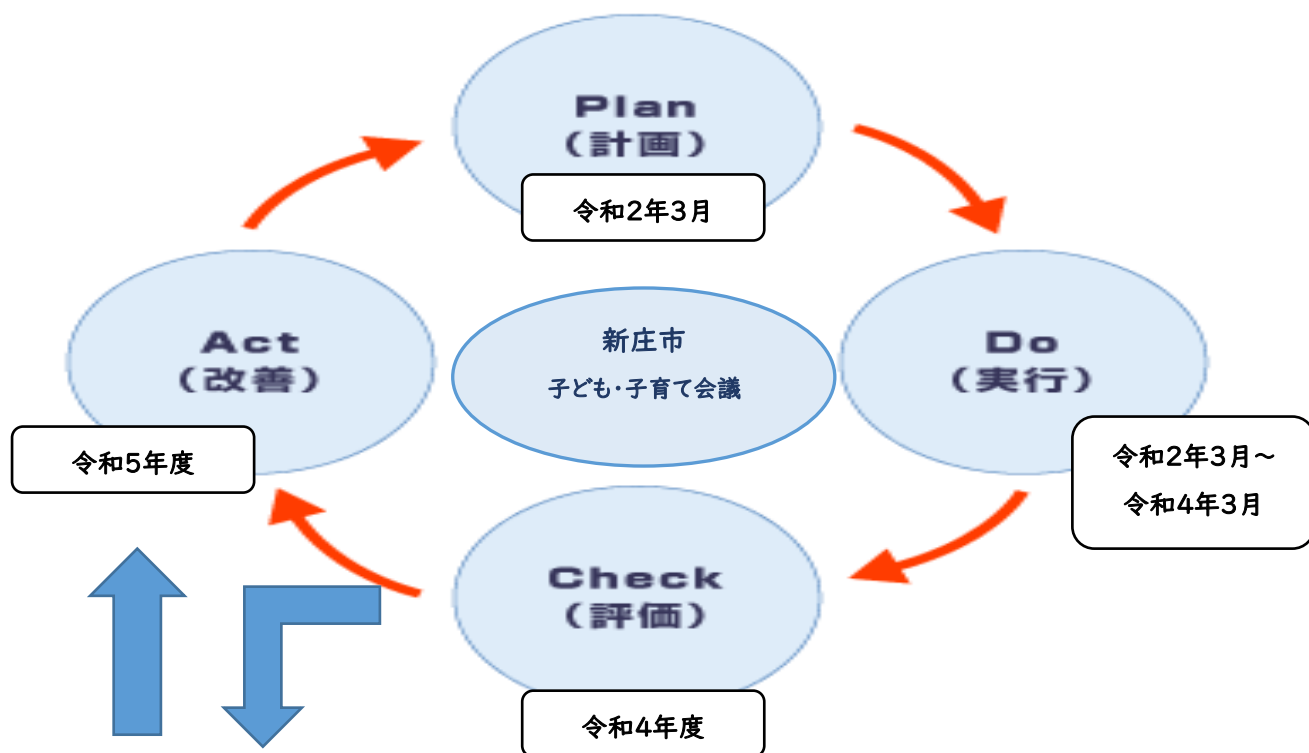 Plan
（計画）
令和2年3月
Act
（改善）
令和5年度
新庄市
子ども・子育て会議
Do
（実行）
令和2年3月～
令和4年3月
Check
（評価）
令和4年度